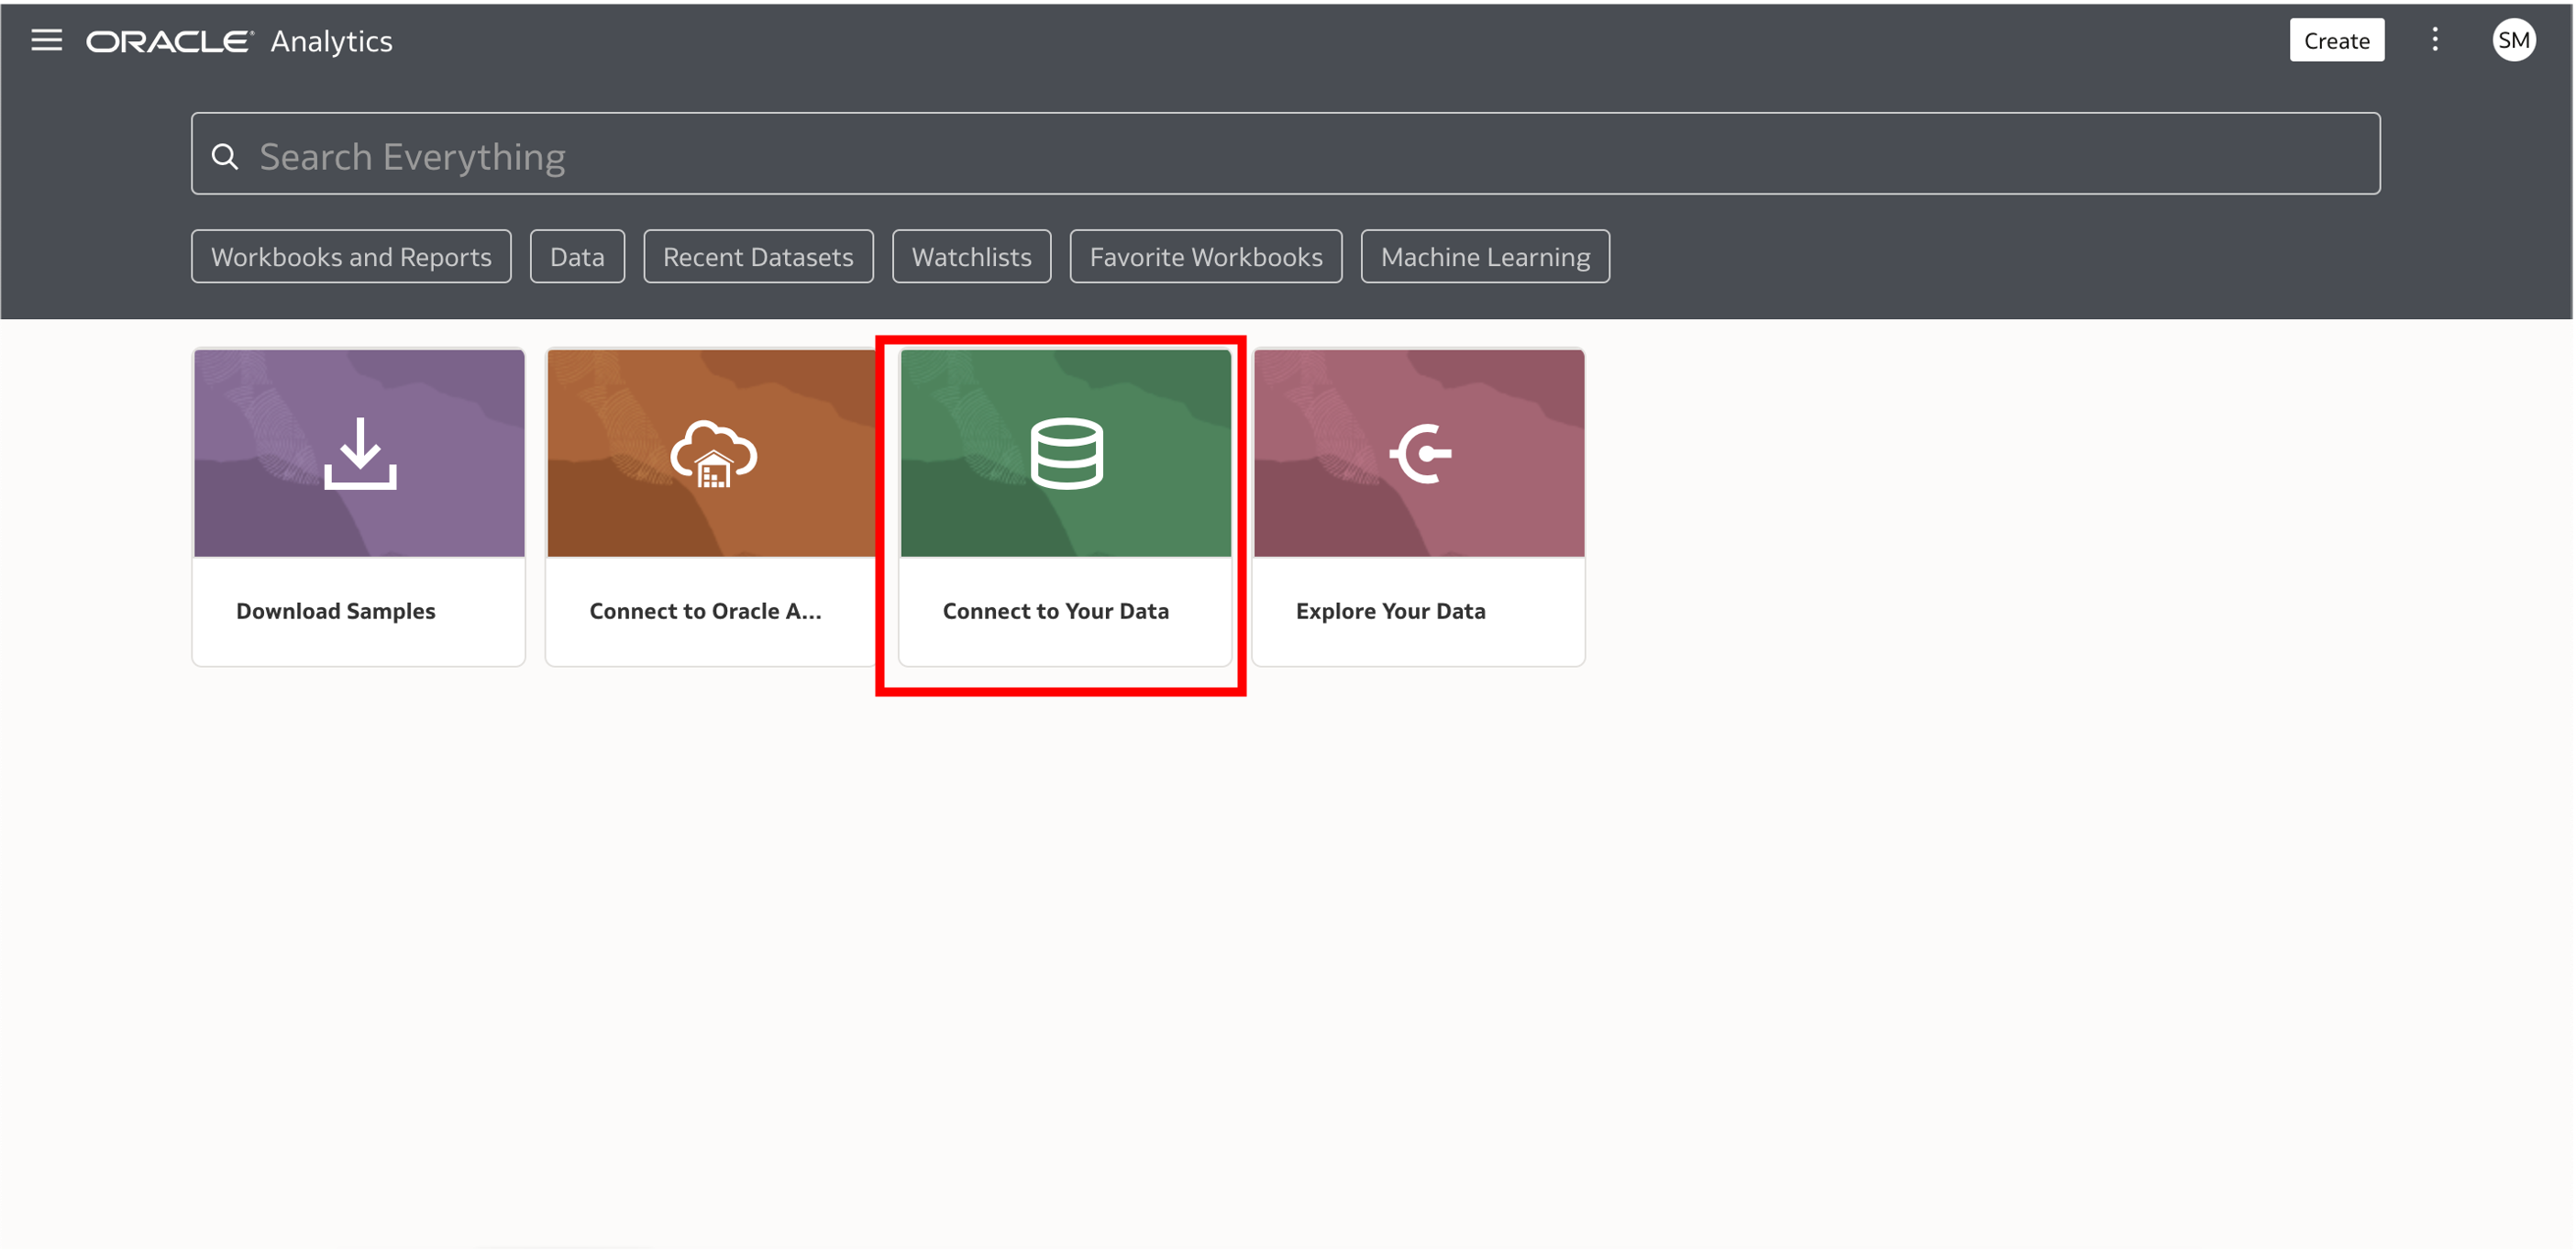 ORACLE Analytics
Create
SM
Search Everything
Workbooks and Reports
Data
Recent Datasets
Watchlists
Favorite Workbooks
Machine Learning
Download Samples
Connect to Oracle A...
Connect to Your Data
Explore Your Data